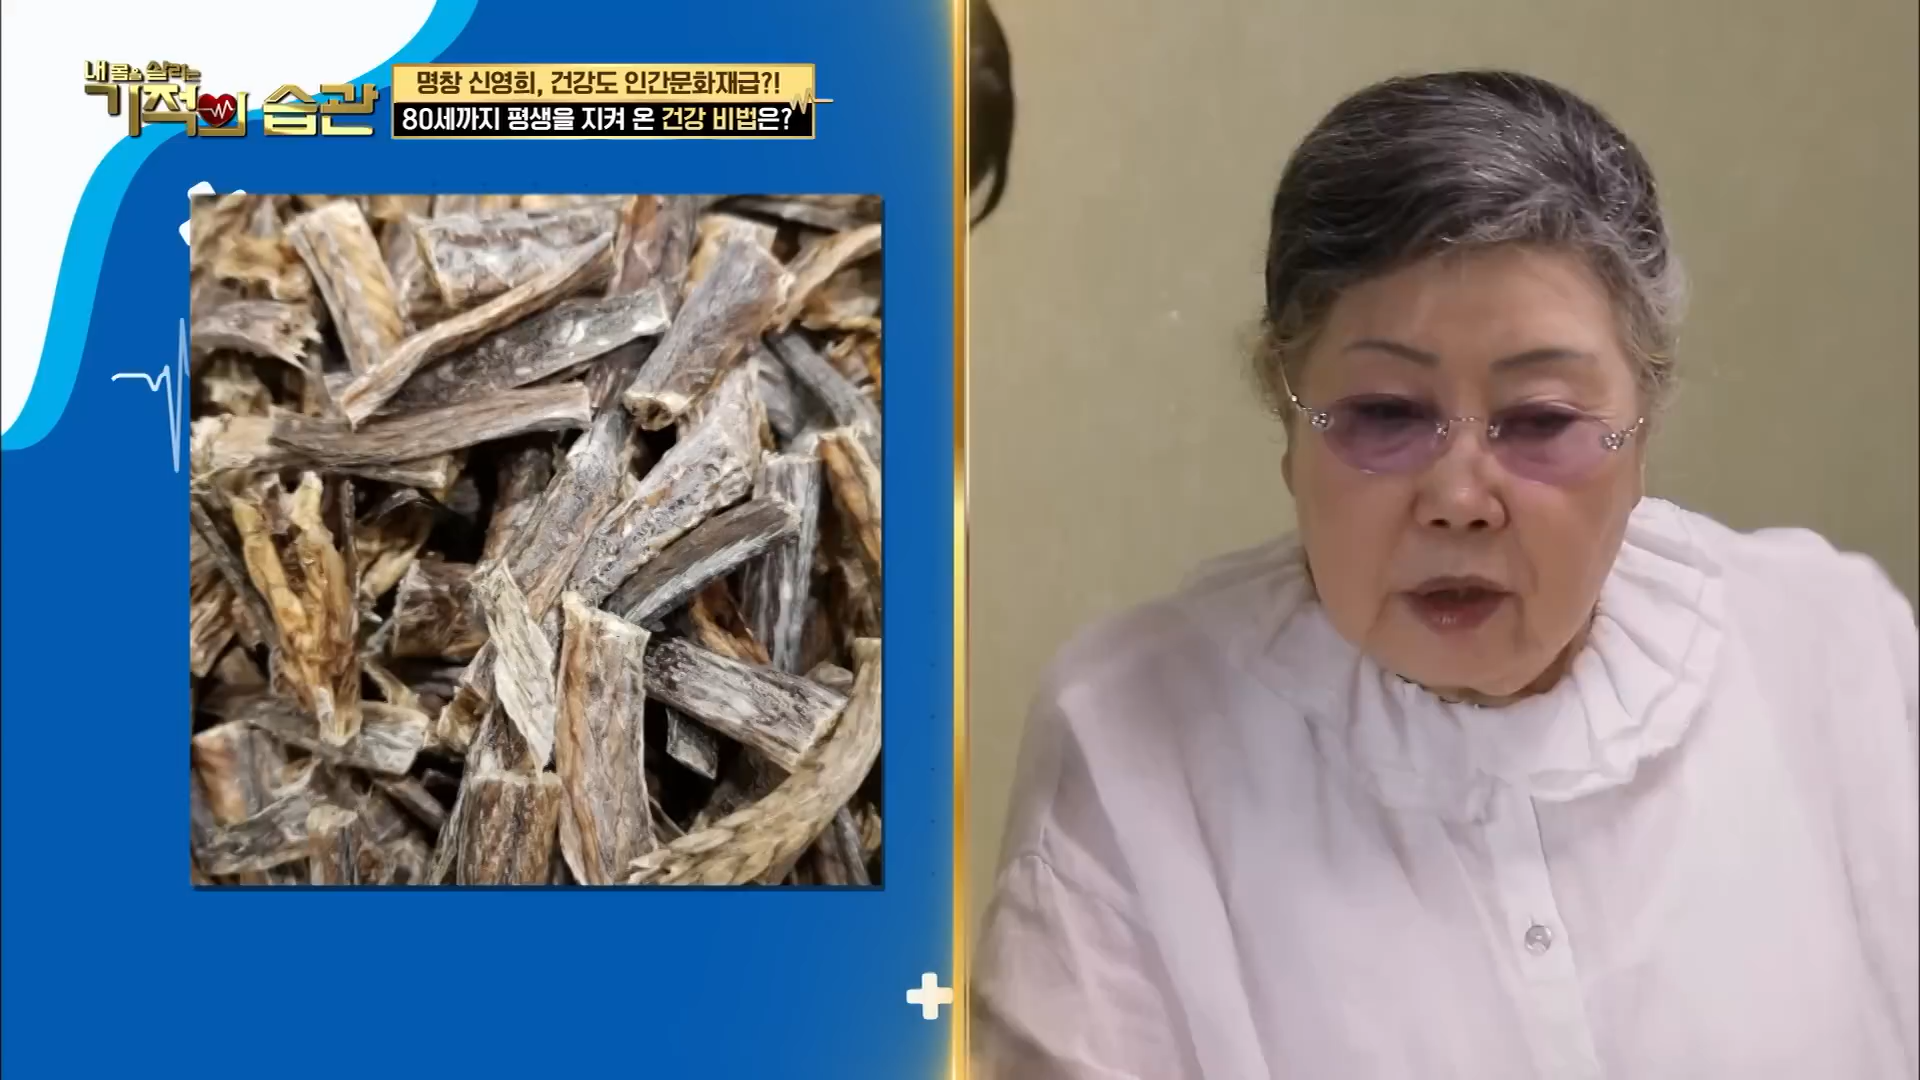 내 몸을 살리는
기적의 습관
명창 신영희, 건강도 인간문화재급?!
80세까지 평생을 지켜 온 건강 비법은?